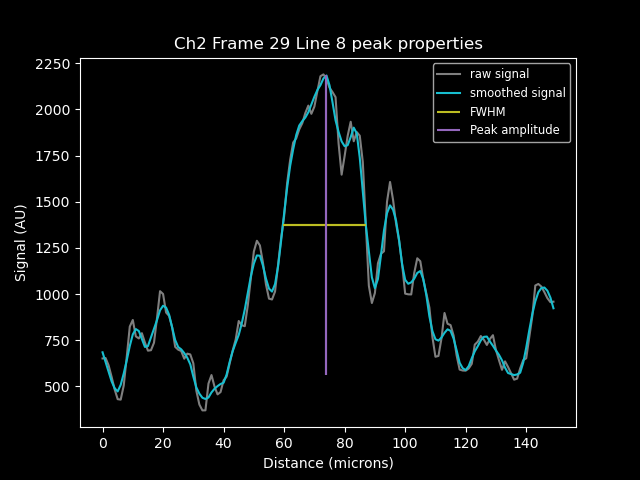 Ch2 Frame 29 Line 8 peak properties
raw signal
smoothed signal
FWHM
Peak amplitude
Signal (AU)
2250
2000
1750
1500
1250
1000
750
500
0 20 40 60 80 100 120 140
Distance (microns)